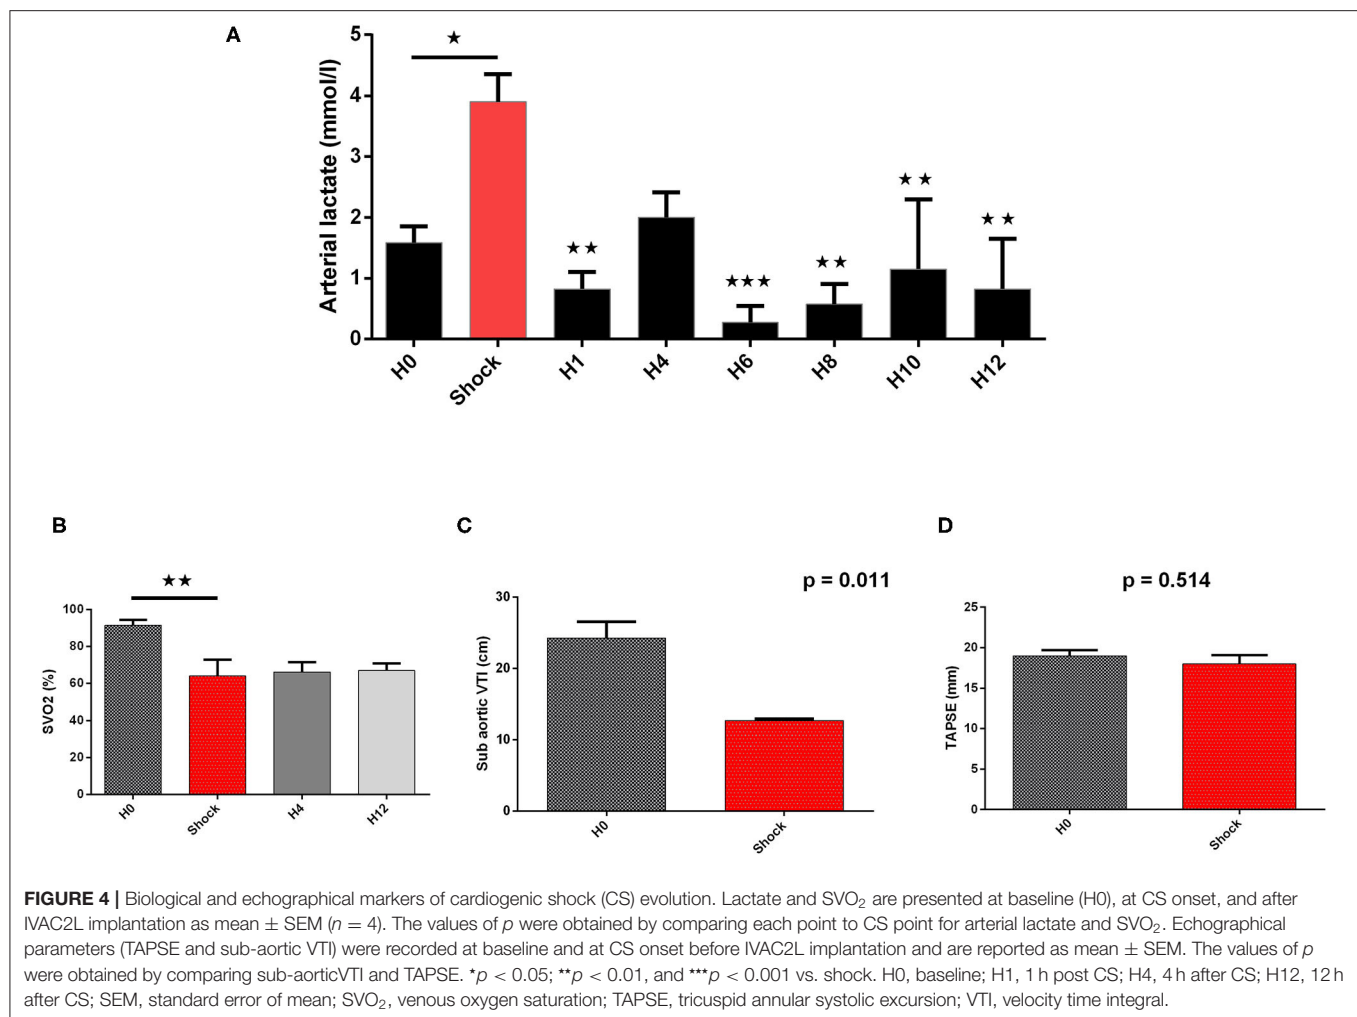 A
Arterial lactate (mmol/l)
5
4
3
2
1
0
★
★★
★★★
★★
★★
★★
H0
Shock
H1
H4
H6
H8
H10
H12
B
SVO2 (%)
100
80
60
40
20
0
★★
H0
Shock
H4
H12
C
p = 0.011
Sub aortic VTI (cm)
30
20
10
0
H0
Shock
D
p = 0.514
TAPSE (mm)
25
20
15
10
5
0
H0
Shock
FIGURE 4 | Biological and echographical markers of cardiogenic shock (CS) evolution. Lactate and SVO₂ are presented at baseline (H0), at CS onset, and after
IVAC2L implantation as mean ± SEM (n = 4). The values of p were obtained by comparing each point to CS point for arterial lactate and SVO₂. Echographical
parameters (TAPSE and sub-aortic VTI) were recorded at baseline and at CS onset before IVAC2L implantation and are reported as mean ± SEM. The values of p
were obtained by comparing sub-aorticVTI and TAPSE. *p < 0.05; **p < 0.01, and ***p < 0.001 vs. shock. H0, baseline; H1, 1 h post CS; H4, 4 h after CS; H12, 12 h
after CS; SEM, standard error of mean; SVO₂, venous oxygen saturation; TAPSE, tricuspid annular systolic excursion; VTI, velocity time integral.